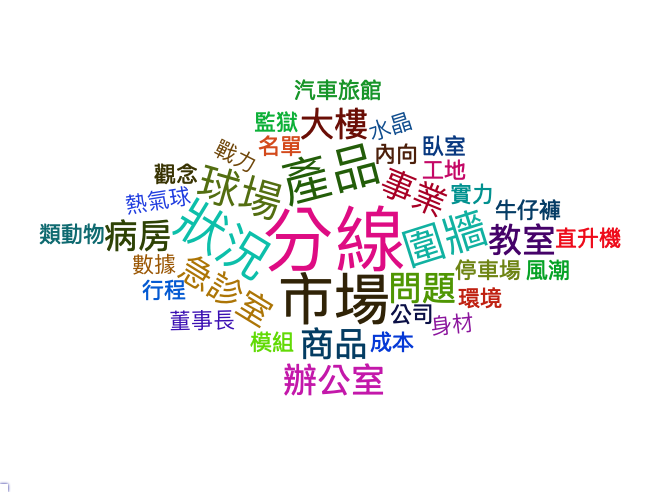 汽車旅館
監獄
大樓
水晶
名單
戰力
內向
臥室
觀念
球場
產品
事業
工地
實力
熱氣球
狀況
分線
圍牆
牛仔褲
類動物
病房
教室
直升機
數據
急診室
市場
問題
停車場
風潮
行程
環境
董事長
公司
身材
模組
商品
成本
辦公室